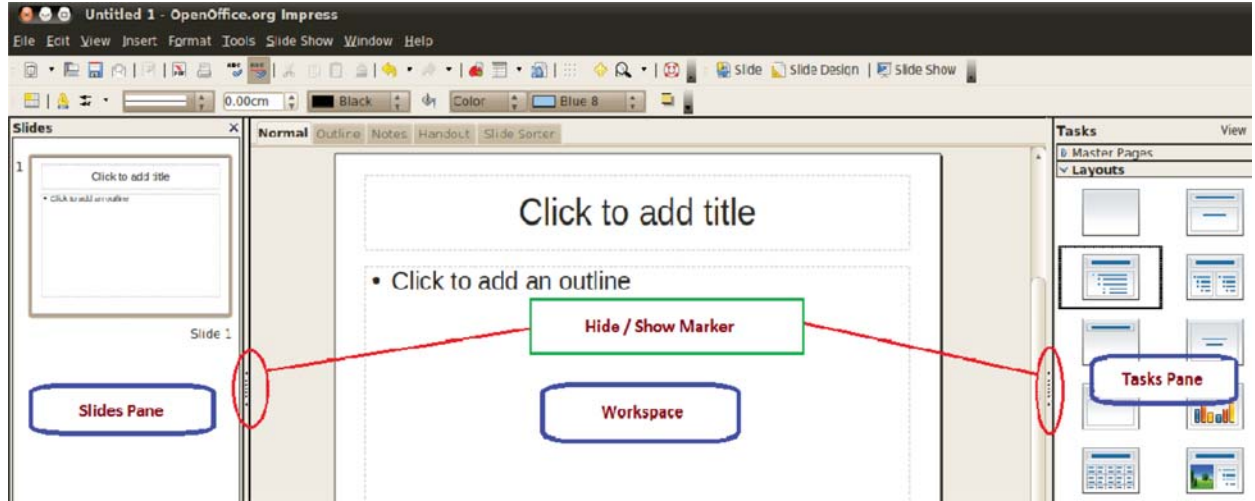 Untitled 1 - OpenOffice.org Impress
File Edit View Insert Format Tools Slide Show Window Help
Slide Slide Design Slide Show
0.00cm Black Color Blue 8
Slides
Normal Outline Notes Handout Slide Sorter
Tasks View
Master Pages
Layouts
1
Click to add title
• Click to add an outline
Slide 1
Click to add title
• Click to add an outline
Hide / Show Marker
Slides Pane
Workspace
Tasks Pane